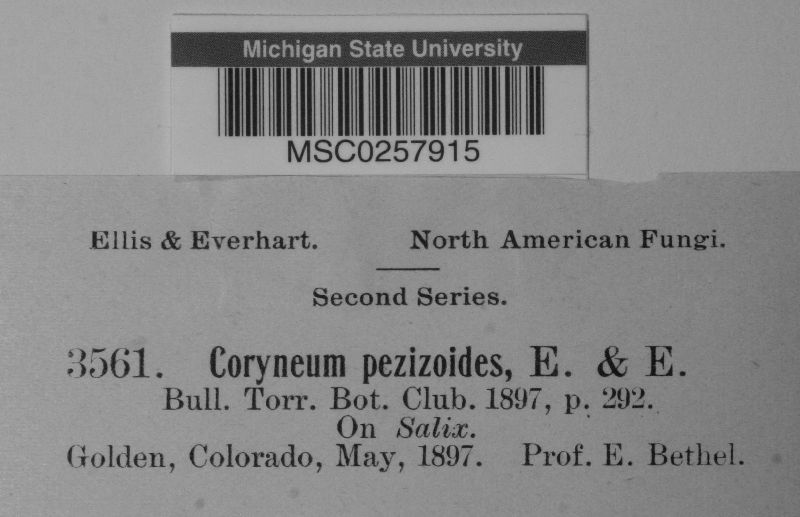 Michigan State University
MSC0257915
Ellis & Everhart. North American Fungi.
Second Series.
3561. Coryneum pezizoides, E. & E.
Bull. Torr. Bot. Club. 1897, p. 292.
On Salix.
Golden, Colorado, May, 1897. Prof. E. Bethel.